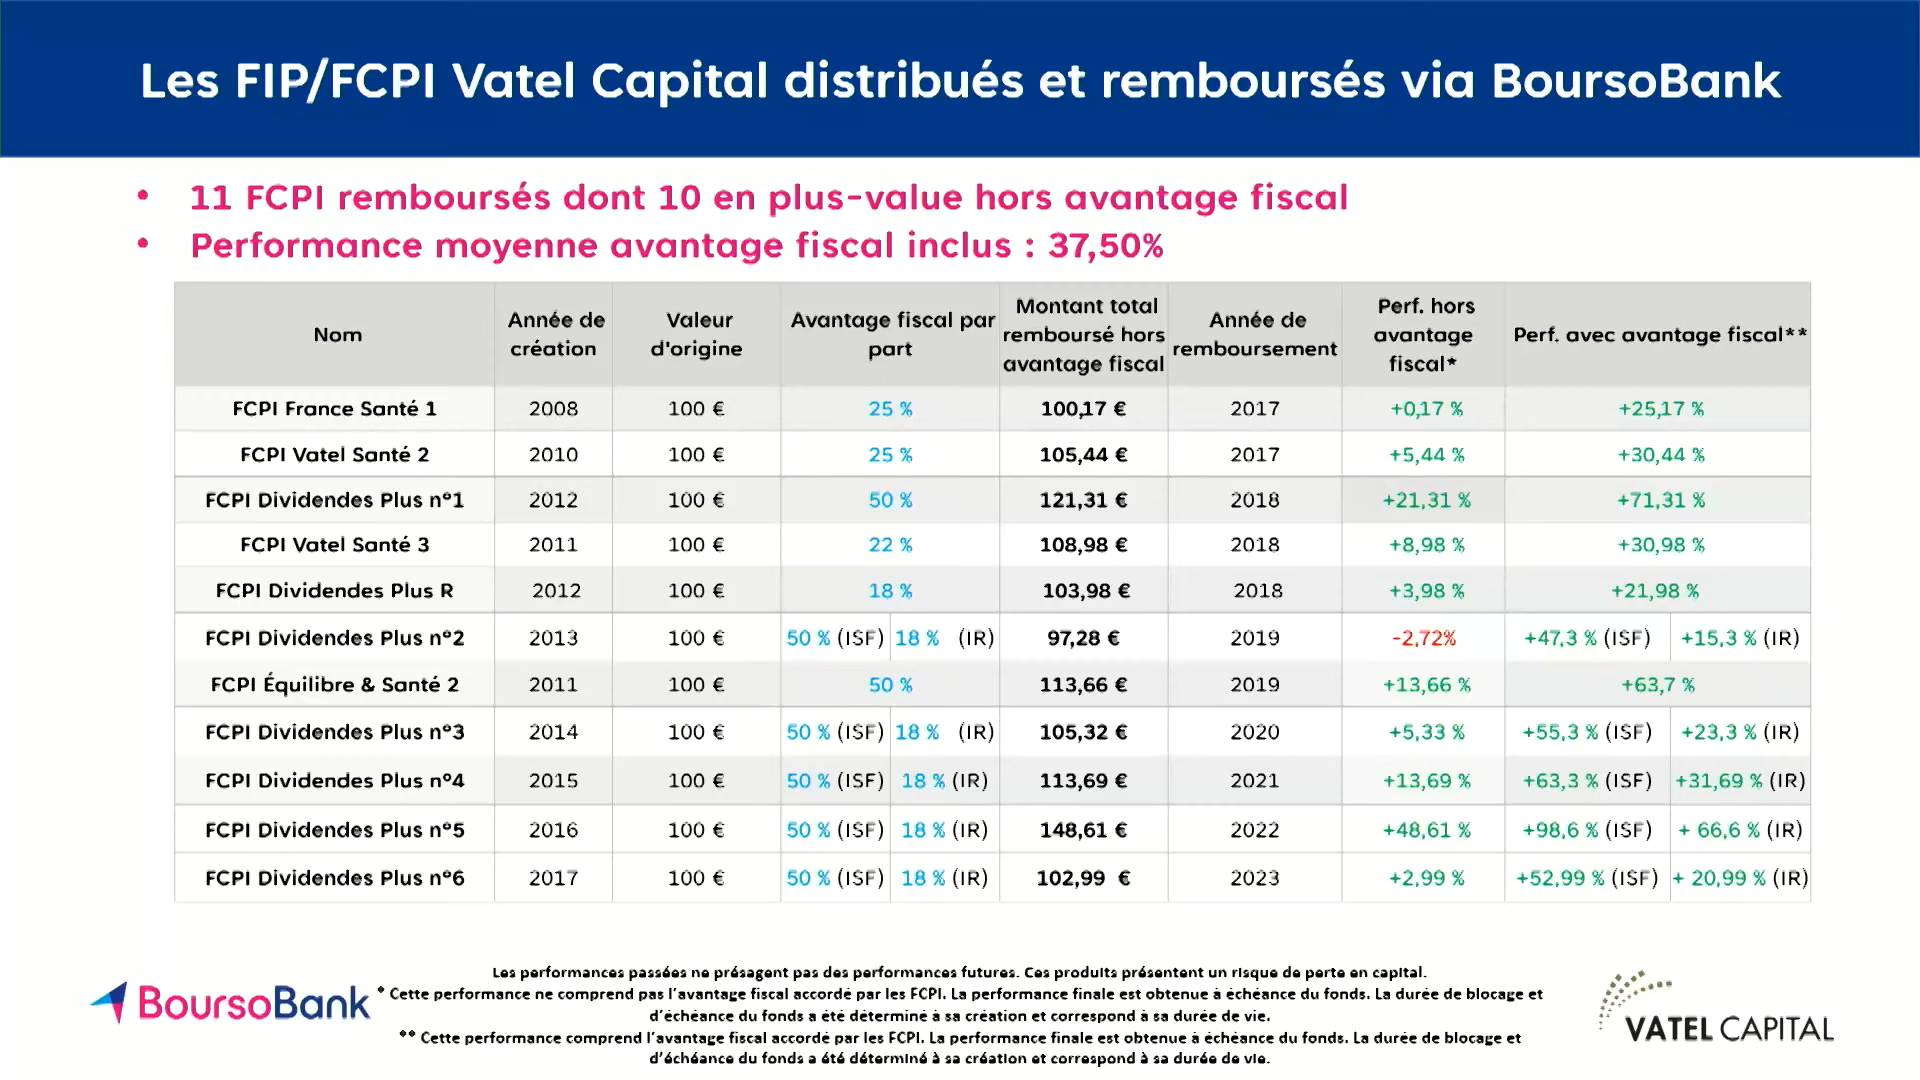 Les FIP/FCPI Vatel Capital distribués et remboursés via BoursoBank
• 11 FCPI remboursés dont 10 en plus-value hors avantage fiscal
• Performance moyenne avantage fiscal inclus : 37,50%
Nom | Année de création | Valeur d'origine | Avantage fiscal par part | Montant total remboursé hors avantage fiscal | Année de remboursement | Perf. hors avantage fiscal* | Perf. avec avantage fiscal**
FCPI France Santé 1 | 2008 | 100 € | 25 % | 100,17 € | 2017 | +0,17 % | +25,17 %
FCPI Vatel Santé 2 | 2010 | 100 € | 25 % | 105,44 € | 2017 | +5,44 % | +30,44 %
FCPI Dividendes Plus n°1 | 2012 | 100 € | 50 % | 121,31 € | 2018 | +21,31 % | +71,31 %
FCPI Vatel Santé 3 | 2011 | 100 € | 22 % | 108,98 € | 2018 | +8,98 % | +30,98 %
FCPI Dividendes Plus R | 2012 | 100 € | 18 % | 103,98 € | 2018 | +3,98 % | +21,98 %
FCPI Dividendes Plus n°2 | 2013 | 100 € | 50 % (ISF) | 18 % (IR) | 97,28 € | 2019 | -2,72% | +47,3 % (ISF) | +15,3 % (IR)
FCPI Équilibre & Santé 2 | 2011 | 100 € | 50 % | 113,66 € | 2019 | +13,66 % | +63,7 %
FCPI Dividendes Plus n°3 | 2014 | 100 € | 50 % (ISF) | 18 % (IR) | 105,32 € | 2020 | +5,33 % | +55,3 % (ISF) | +23,3 % (IR)
FCPI Dividendes Plus n°4 | 2015 | 100 € | 50 % (ISF) | 18 % (IR) | 113,69 € | 2021 | +13,69 % | +63,3 % (ISF) | +31,69 % (IR)
FCPI Dividendes Plus n°5 | 2016 | 100 € | 50 % (ISF) | 18 % (IR) | 148,61 € | 2022 | +48,61 % | +98,6 % (ISF) | + 66,6 % (IR)
FCPI Dividendes Plus n°6 | 2017 | 100 € | 50 % (ISF) | 18 % (IR) | 102,99 € | 2023 | +2,99 % | +52,99 % (ISF) | + 20,99 % (IR)
Les performances passées ne présagent pas des performances futures. Ces produits présentent un risque de perte en capital.
* Cette performance ne comprend pas l'avantage fiscal accordé par les FCPI. La performance finale est obtenue à échéance du fonds. La durée de blocage et
d'échéance du fonds a été déterminé à sa création et correspond à sa durée de vie.
** Cette performance comprend l'avantage fiscal accordé par les FCPI. La performance finale est obtenue à échéance du fonds. La durée de blocage et
d'échéance du fonds a été déterminé à sa création et correspond à sa durée de vie.
BoursoBank
VATEL CAPITAL